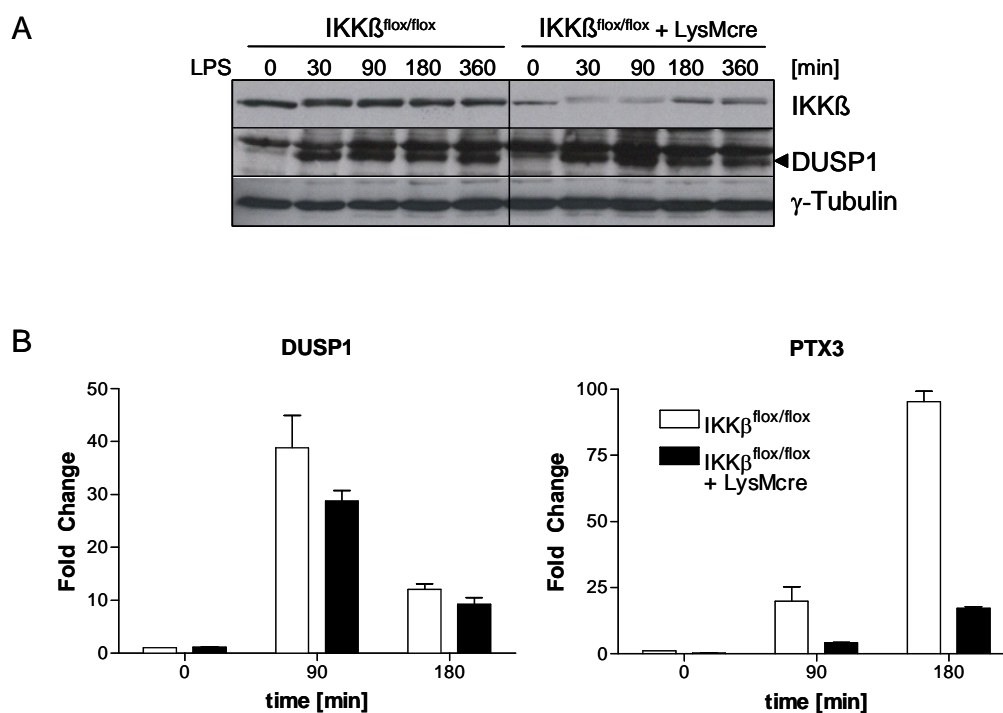 A
IKKß^flox/flox   IKKß^flox/flox + LysMcre
LPS 0 30 90 180 360 0 30 90 180 360 [min]
IKKß
DUSP1
γ-Tubulin
B
DUSP1
Fold Change
50
40
30
20
10
0
0 90 180
time [min]
PTX3
Fold Change
100
75
50
25
0
IKKβ^flox/flox
IKKβ^flox/flox
+ LysMcre
0 90 180
time [min]